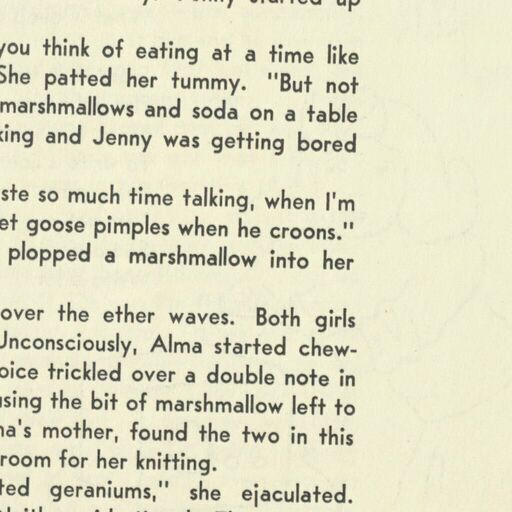 started up
you think of eating at a time like
She patted her tummy. "But not
marshmallows and soda on a table
king and Jenny was getting bored
ste so much time talking, when I'm
et goose pimples when he croons."
plopped a marshmallow into her
over the ether waves. Both girls
Unconsciously, Alma started chew-
oice trickled over a double note in
using the bit of marshmallow left to
na's mother, found the two in this
room for her knitting.
ted geraniums," she ejaculated.